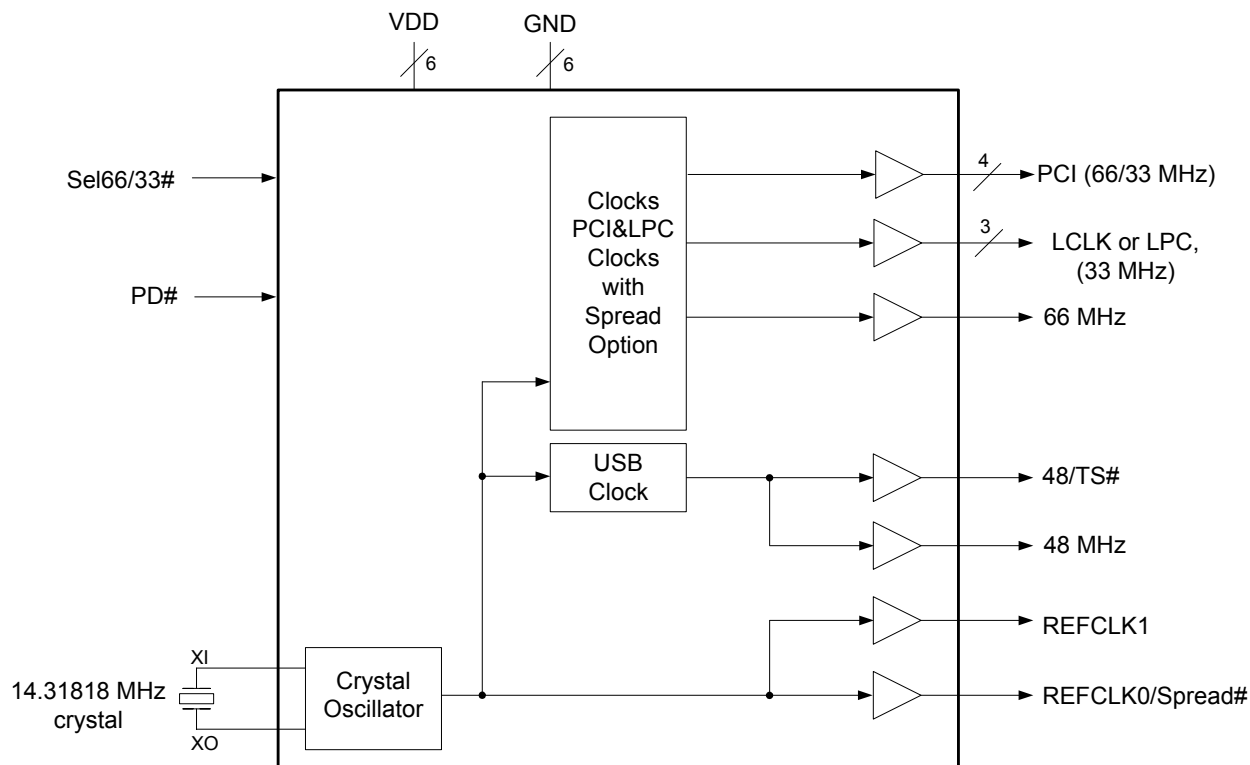 VDD
GND
6
6
Sel66/33#
PD#
Clocks
PCI&LPC
Clocks
with
Spread
Option
4
PCI (66/33 MHz)
3
LCLK or LPC,
(33 MHz)
66 MHz
USB
Clock
48/TS#
48 MHz
REFCLK1
REFCLK0/Spread#
XI
14.31818 MHz
crystal
XO
Crystal
Oscillator